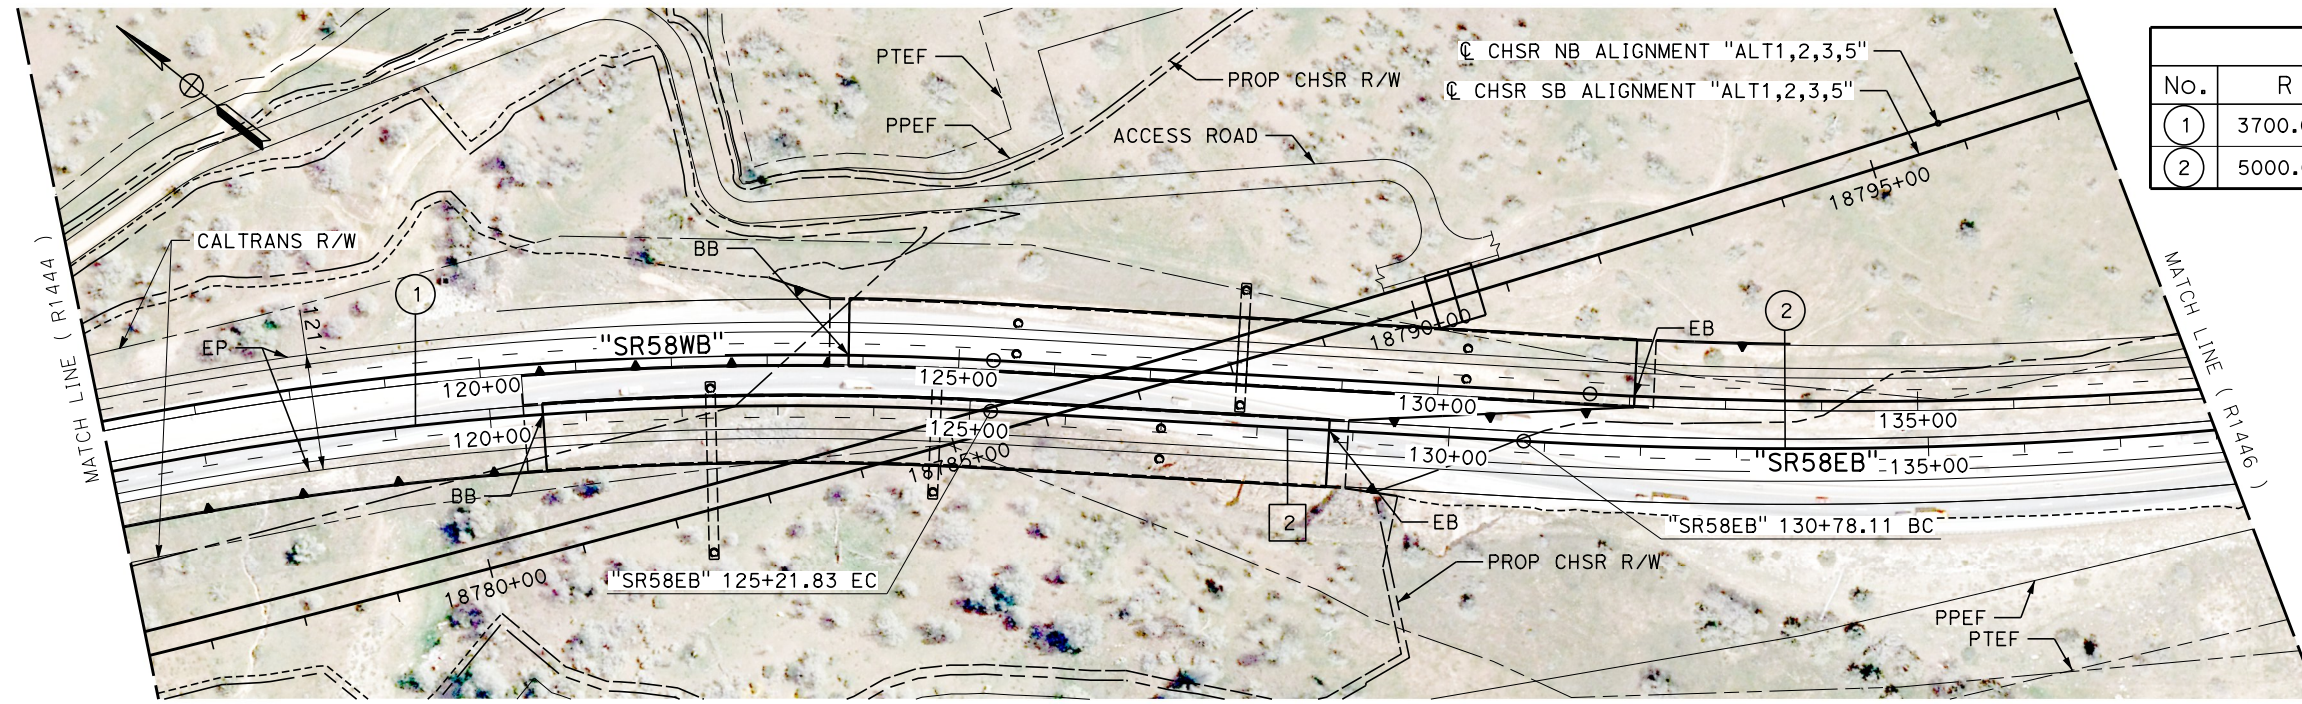 ℄ CHSR NB ALIGNMENT "ALT1,2,3,5"
PTEF
PROP CHSR R/W
℄ CHSR SB ALIGNMENT "ALT1,2,3,5"
No. R
PPEF
ACCESS ROAD
1 3700.
2 5000.
18795+00
CALTRANS R/W
BB
MATCH LINE (R1444)
MATCH LINE (R1446)
1
2
121'
EP
"SR58WB"
18790+00
EB
120+00
125+00
130+00
135+00
120+00
125+00
130+00
"SR58EB"
135+00
BB
2
EB
"SR58EB" 130+78.11 BC
PROP CHSR R/W
18780+00
"SR58EB" 125+21.83 EC
PPEF
PTEF